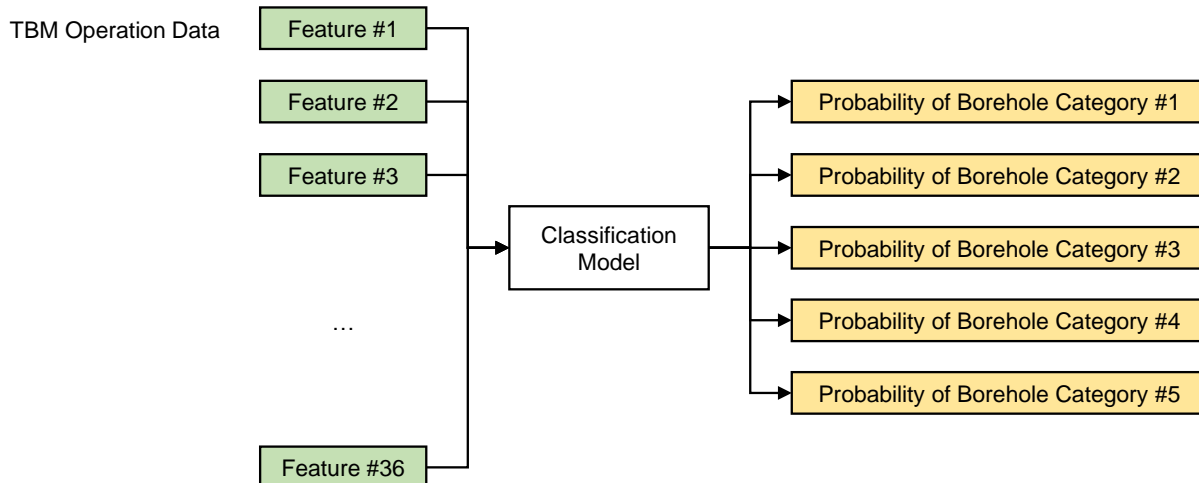 TBM Operation Data
Feature #1
Feature #2
Feature #3
…
Feature #36
Classification
Model
Probability of Borehole Category #1
Probability of Borehole Category #2
Probability of Borehole Category #3
Probability of Borehole Category #4
Probability of Borehole Category #5